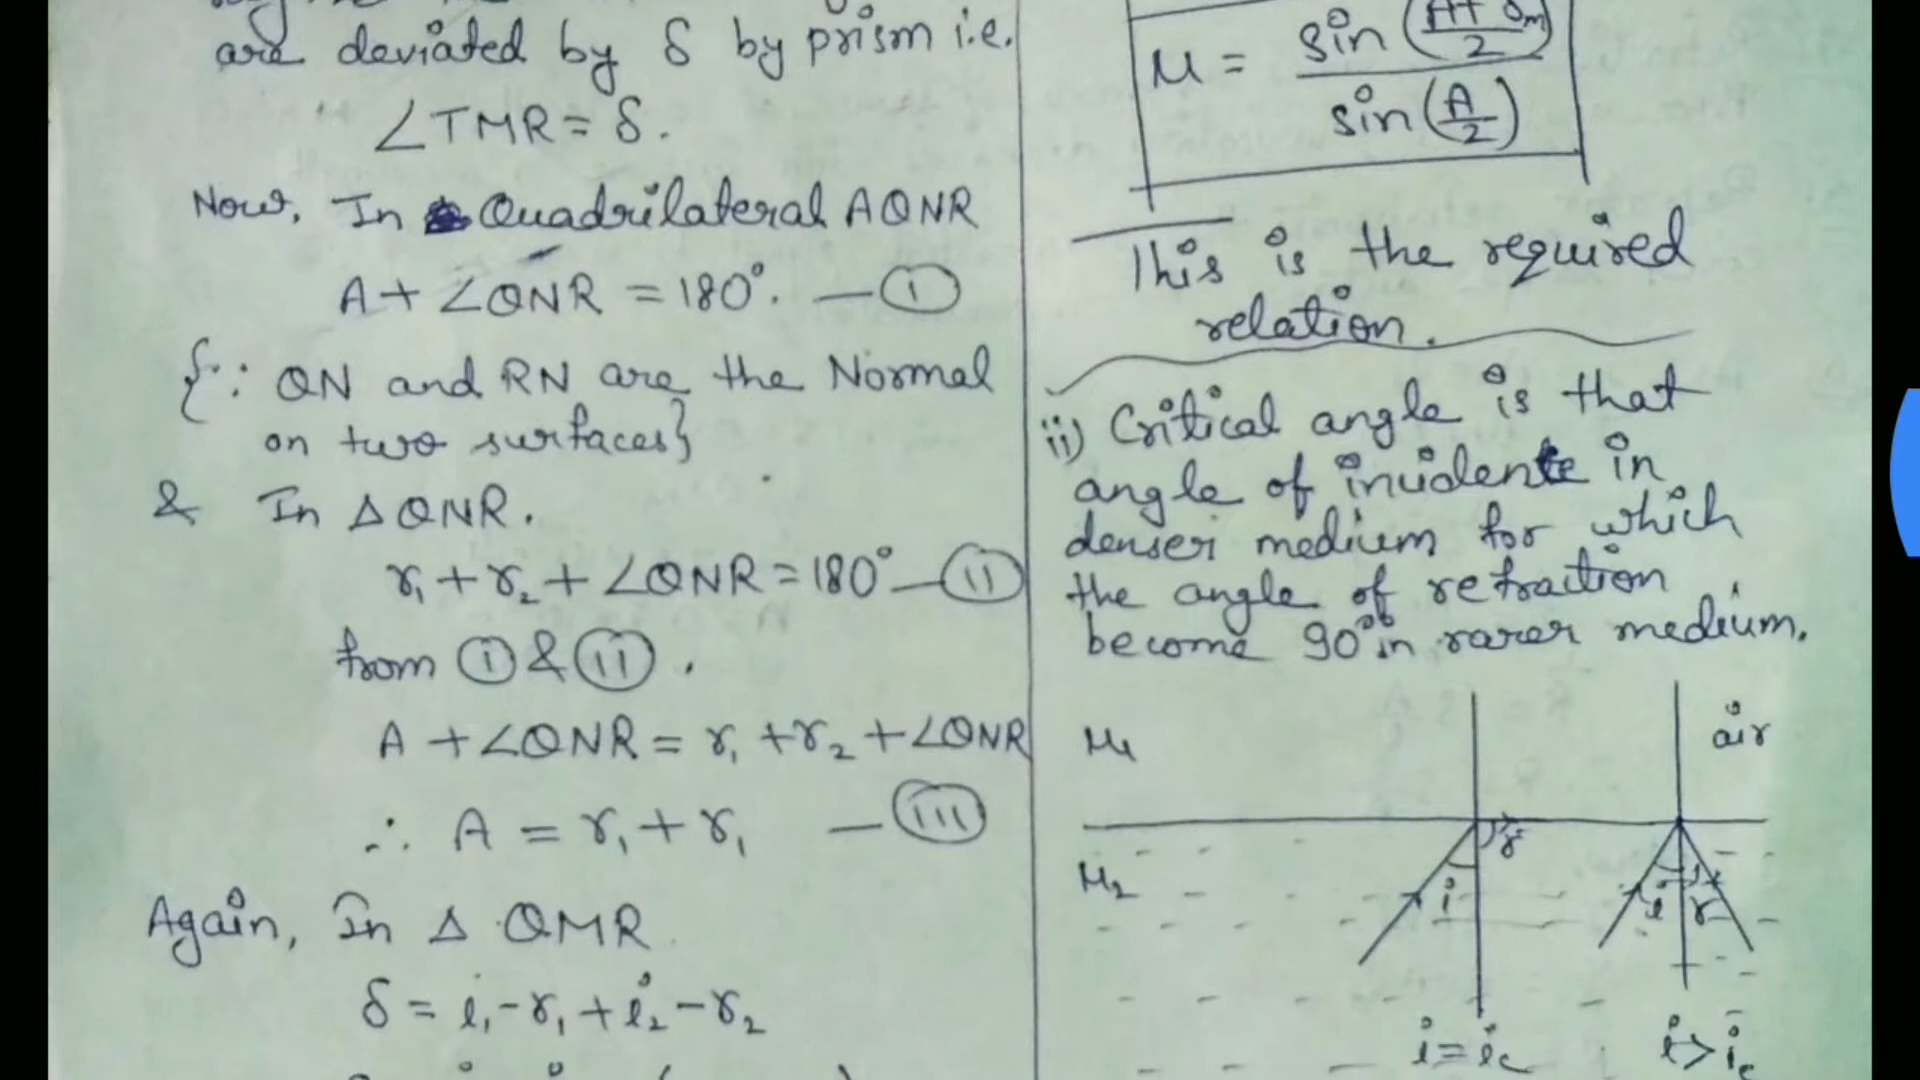 are deviated by δ by prism i.e.
∠TMR = δ.
Now, In Quadrilateral AQNR
A + ∠QNR = 180°. — (i)
{∵ QN and RN are the Normal
on two surfaces}
& In Δ QNR.
r₁ + r₂ + ∠QNR = 180° — (ii)
from (i) & (ii).
A + ∠QNR = r₁ + r₂ + ∠QNR
∴ A = r₁ + r₁ — (iii)
Again, In Δ QMR
δ = i₁ - r₁ + i₂ - r₂
μ = sin((A + δm)/2) / sin(A/2)
This is the required
relation.
ii) Critical angle is that
angle of inuidente in
denser medium for which
the angle of refraction
become 90° in rarer medium.
μ₁ air
r
μ₂ i i r
i = ic i > ic